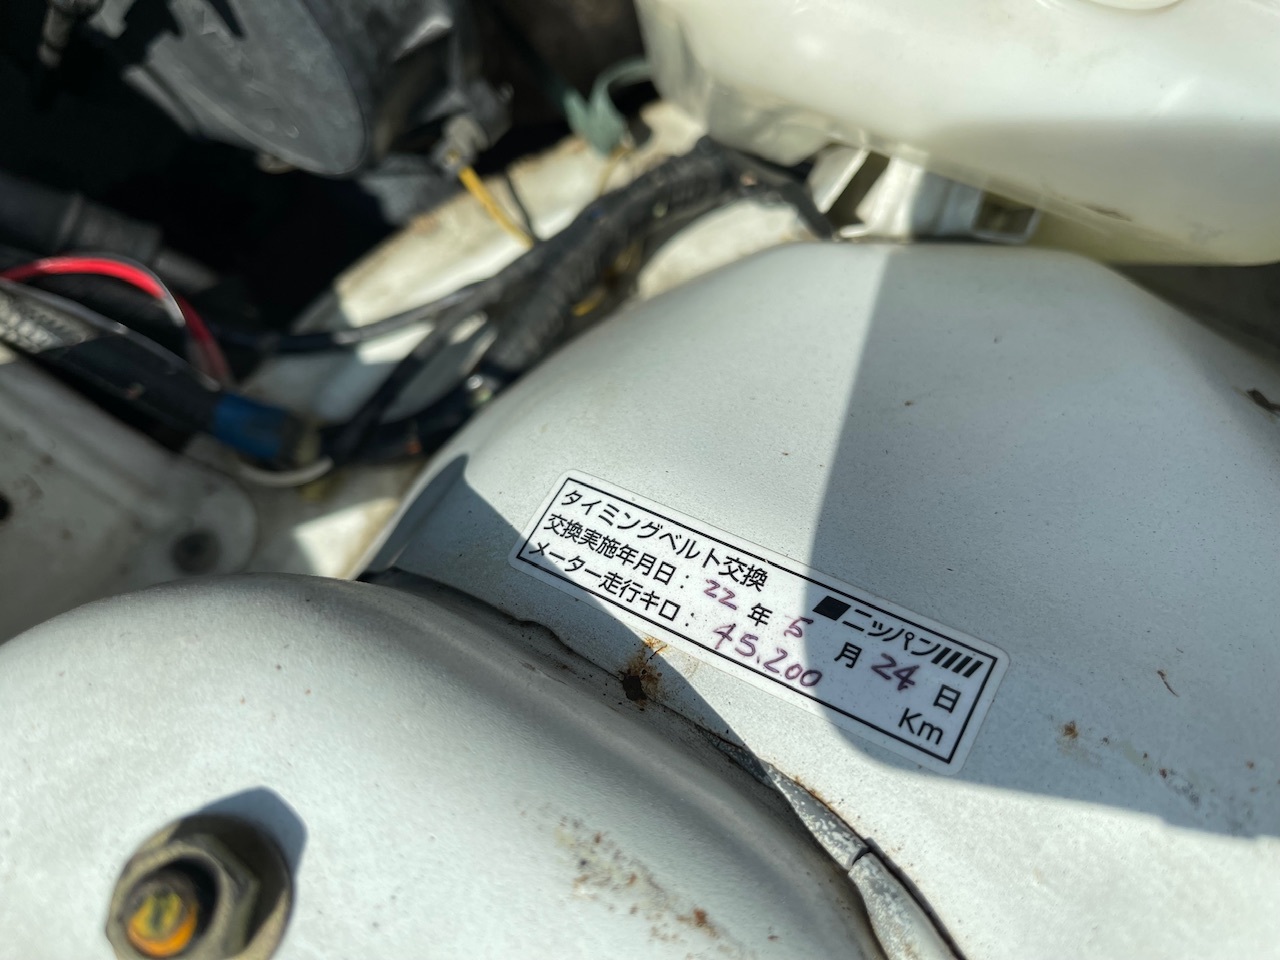 タイミングベルト交換
■ニッパン
交換実施年月日：22年5月24日
メーター走行キロ：45,200 Km